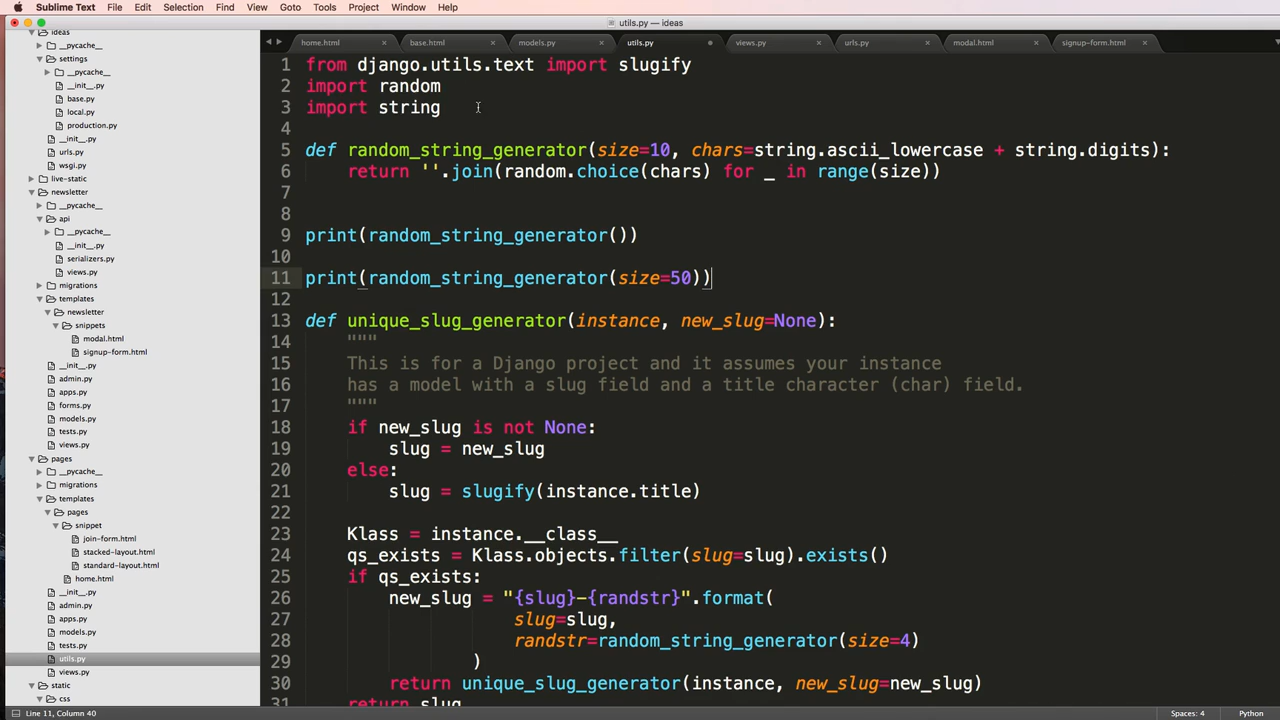 Sublime Text File Edit Selection Find View Goto Tools Project Window Help
utils.py — ideas
home.html × base.html × models.py × utils.py views.py × urls.py × modal.html × signup-form.html ×
ideas
__pycache__
settings
__pycache__
__init__.py
base.py
local.py
production.py
__init__.py
urls.py
wsgi.py
live-static
newsletter
__pycache__
api
__pycache__
__init__.py
serializers.py
views.py
migrations
templates
newsletter
snippets
modal.html
signup-form.html
__init__.py
admin.py
apps.py
forms.py
models.py
tests.py
views.py
pages
__pycache__
migrations
templates
pages
snippet
join-form.html
stacked-layout.html
standard-layout.html
home.html
__init__.py
admin.py
apps.py
models.py
tests.py
utils.py
views.py
static
css
1 from django.utils.text import slugify
2 import random
3 import string
4
5 def random_string_generator(size=10, chars=string.ascii_lowercase + string.digits):
6     return ''.join(random.choice(chars) for _ in range(size))
7
8
9 print(random_string_generator())
10
11 print(random_string_generator(size=50))
12
13 def unique_slug_generator(instance, new_slug=None):
14     """
15     This is for a Django project and it assumes your instance
16     has a model with a slug field and a title character (char) field.
17     """
18     if new_slug is not None:
19         slug = new_slug
20     else:
21         slug = slugify(instance.title)
22
23     Klass = instance.__class__
24     qs_exists = Klass.objects.filter(slug=slug).exists()
25     if qs_exists:
26         new_slug = "{slug}-{randstr}".format(
27                     slug=slug,
28                     randstr=random_string_generator(size=4)
29                 )
30         return unique_slug_generator(instance, new_slug=new_slug)
31     return slug
Line 11, Column 40 Spaces: 4 Python